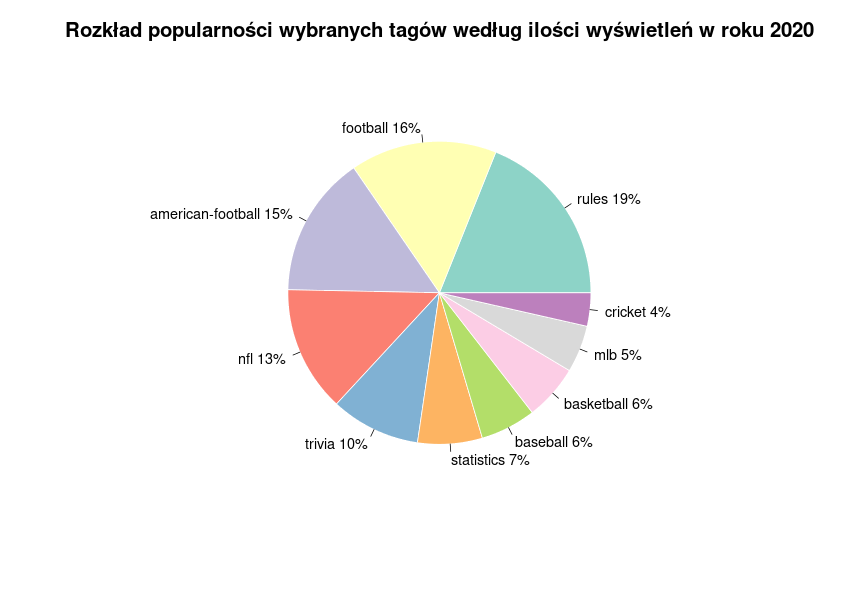 Rozkład popularności wybranych tagów według ilości wyświetleń w roku 2020
football 16%
rules 19%
american-football 15%
cricket 4%
mlb 5%
nfl 13%
basketball 6%
trivia 10%
baseball 6%
statistics 7%